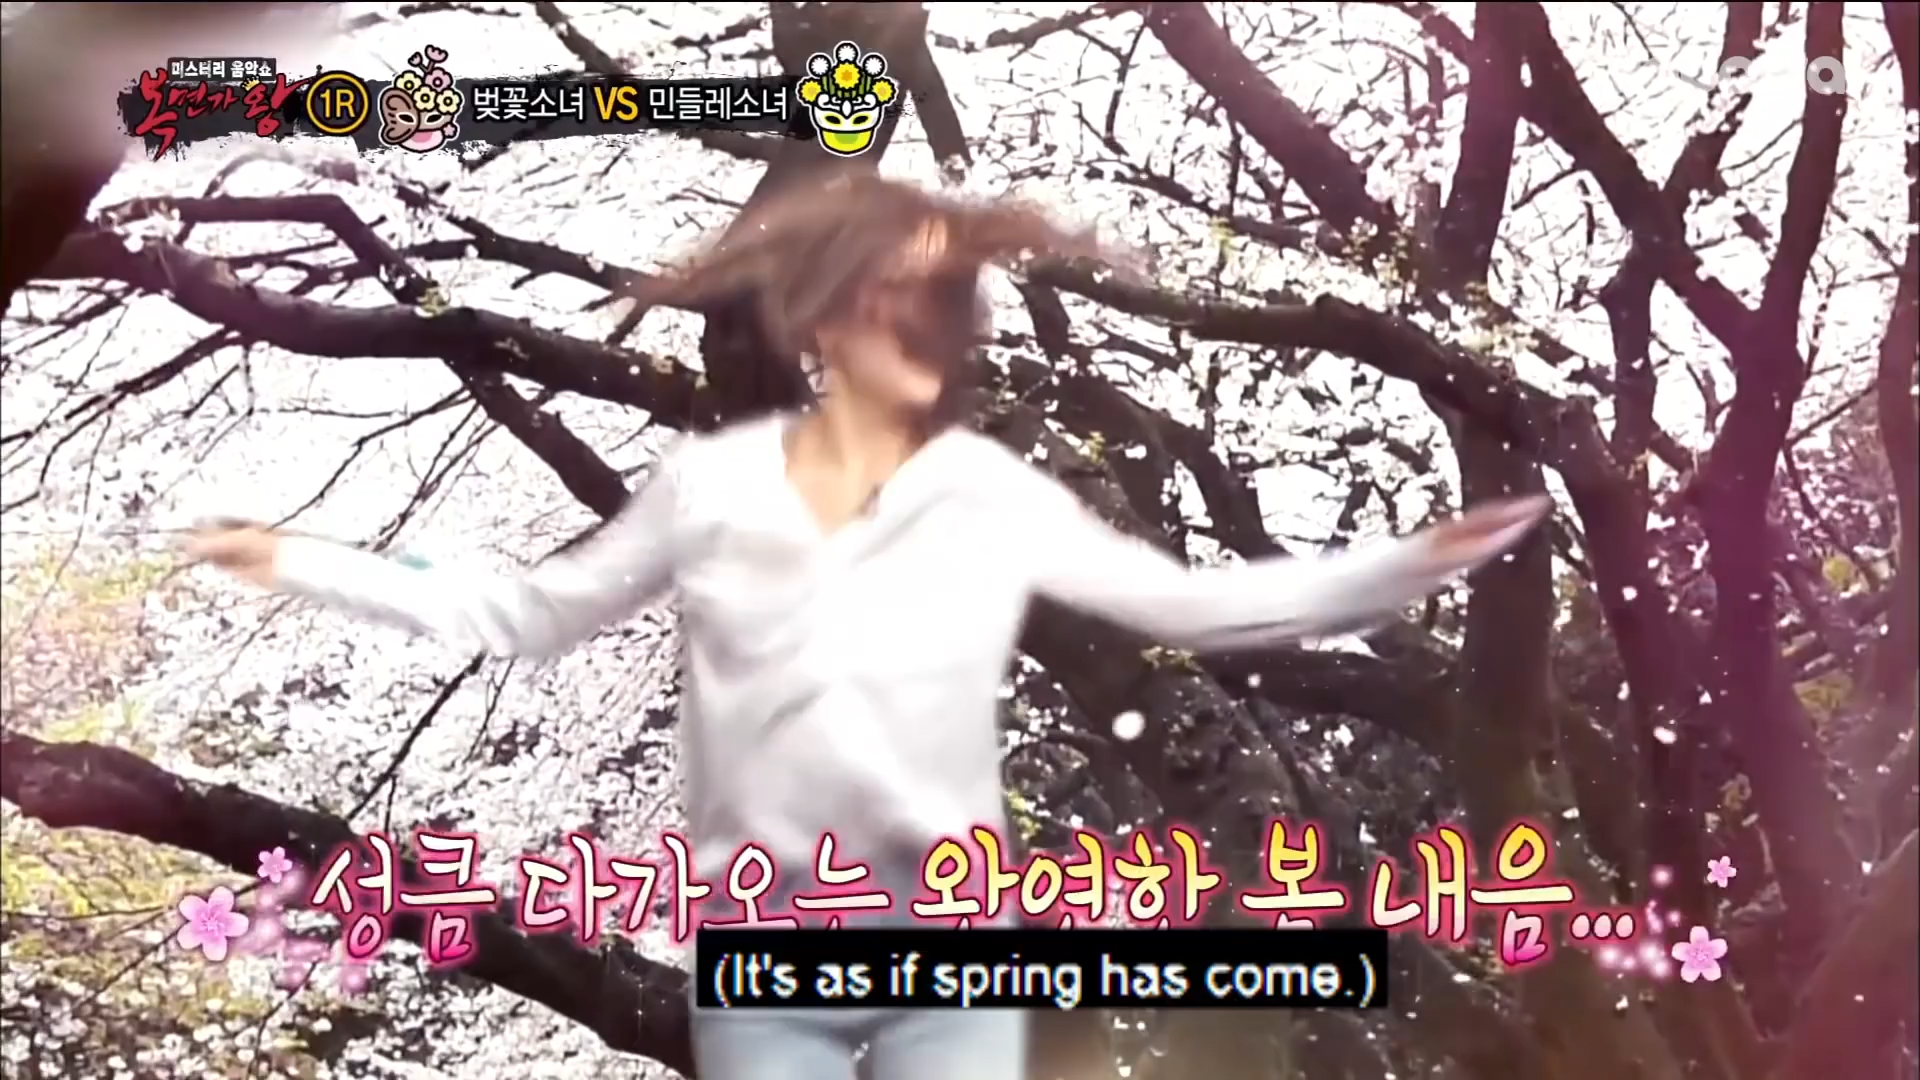 미스터리 음악쇼
복면가왕
1R
벚꽃소녀 VS 민들레소녀
성큼 다가오는 완연한 봄 내음...
(It's as if spring has come.)